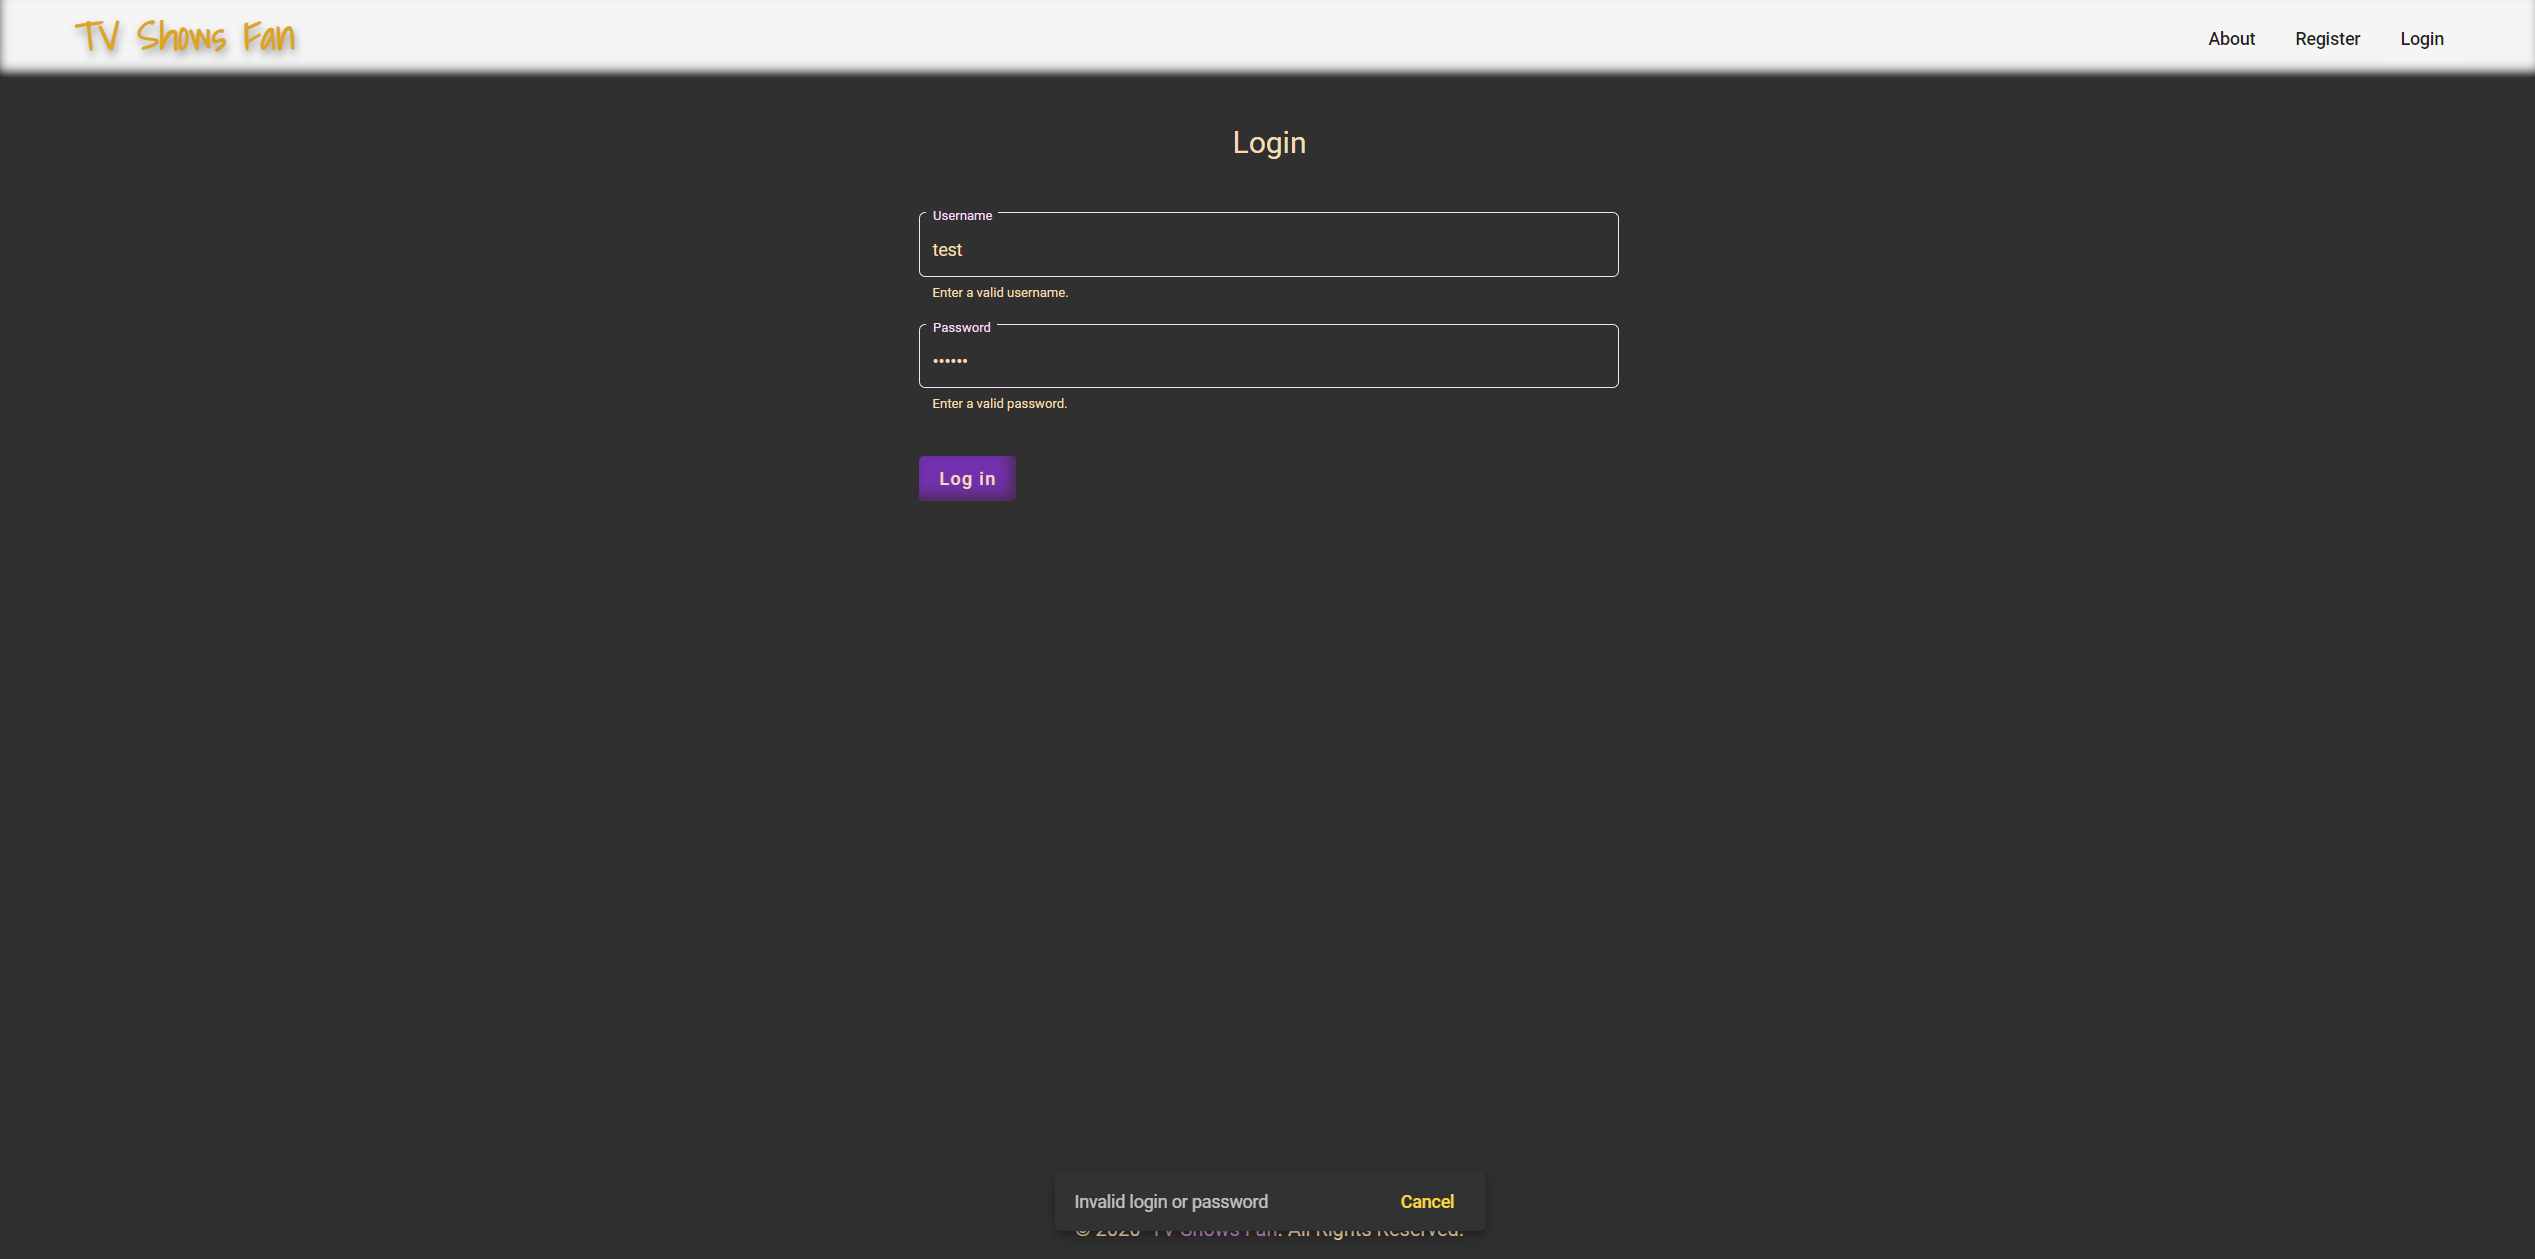 TV Shows Fan
About Register Login
Login
Username
test
Enter a valid username.
Password
••••••
Enter a valid password.
Log in
Invalid login or password Cancel
© 2020 TV Shows Fan. All Rights Reserved.